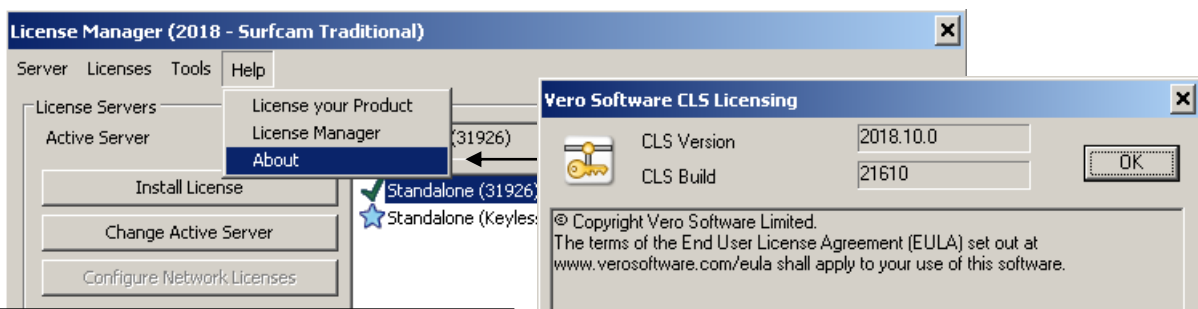 License Manager (2018 - Surfcam Traditional)
Server Licenses Tools Help
License Servers
Active Server
(31926)
License your Product
License Manager
About
Install License
Change Active Server
Configure Network Licenses
Standalone (31926)
Standalone (Keyless
Vero Software CLS Licensing
CLS Version 2018.10.0
CLS Build 21610
OK
© Copyright Vero Software Limited.
The terms of the End User License Agreement (EULA) set out at
www.verosoftware.com/eula shall apply to your use of this software.